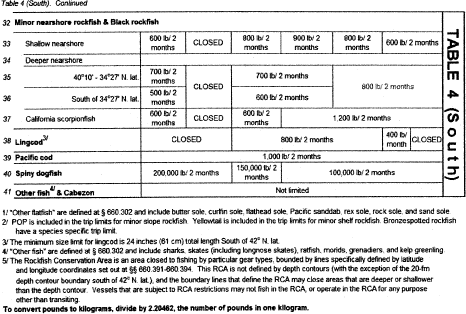 Table 4 (South). Continued
32 Minor nearshore rockfish & Black rockfish
33 Shallow nearshore 600 lb/ 2 months CLOSED 800 lb/ 2 months 900 lb/ 2 months 800 lb/ 2 months 600 lb/ 2 months
34 Deeper nearshore
35 40°10' - 34°27' N. lat. 700 lb/ 2 months CLOSED 700 lb/ 2 months 800 lb/ 2 months
36 South of 34°27' N. lat. 500 lb/ 2 months 600 lb/ 2 months
37 California scorpionfish 600 lb/ 2 months CLOSED 600 lb/ 2 months 1,200 lb/ 2 months
38 Lingcod3/ CLOSED 800 lb/ 2 months 400 lb/ month CLOSED
39 Pacific cod 1,000 lb/ 2 months
40 Spiny dogfish 200,000 lb/ 2 months 150,000 lb/ 2 months 100,000 lb/ 2 months
41 Other fish4/ & Cabezon Not limited
TABLE 4 (South)
1/ "Other flatfish" are defined at § 660.302 and include butter sole, curlfin sole, flathead sole, Pacific sanddab, rex sole, rock sole, and sand sole.
2/ POP is included in the trip limits for minor slope rockfish. Yellowtail is included in the trip limits for minor shelf rockfish. Bronzespotted rockfish
have a species specific trip limit.
3/ The minimum size limit for lingcod is 24 inches (61 cm) total length South of 42° N. lat.
4/ "Other fish" are defined at § 660.302 and include sharks, skates (including longnose skates), ratfish, morids, grenadiers, and kelp greenling.
5/ The Rockfish Conservation Area is an area closed to fishing by particular gear types, bounded by lines specifically defined by latitude
and longitude coordinates set out at §§ 660.391-660.394. This RCA is not defined by depth contours (with the exception of the 20-fm
depth contour boundary south of 42° N. lat.), and the boundary lines that define the RCA may close areas that are deeper or shallower
than the depth contour. Vessels that are subject to RCA restrictions may not fish in the RCA, or operate in the RCA for any purpose
other than transiting.
To convert pounds to kilograms, divide by 2.20462, the number of pounds in one kilogram.